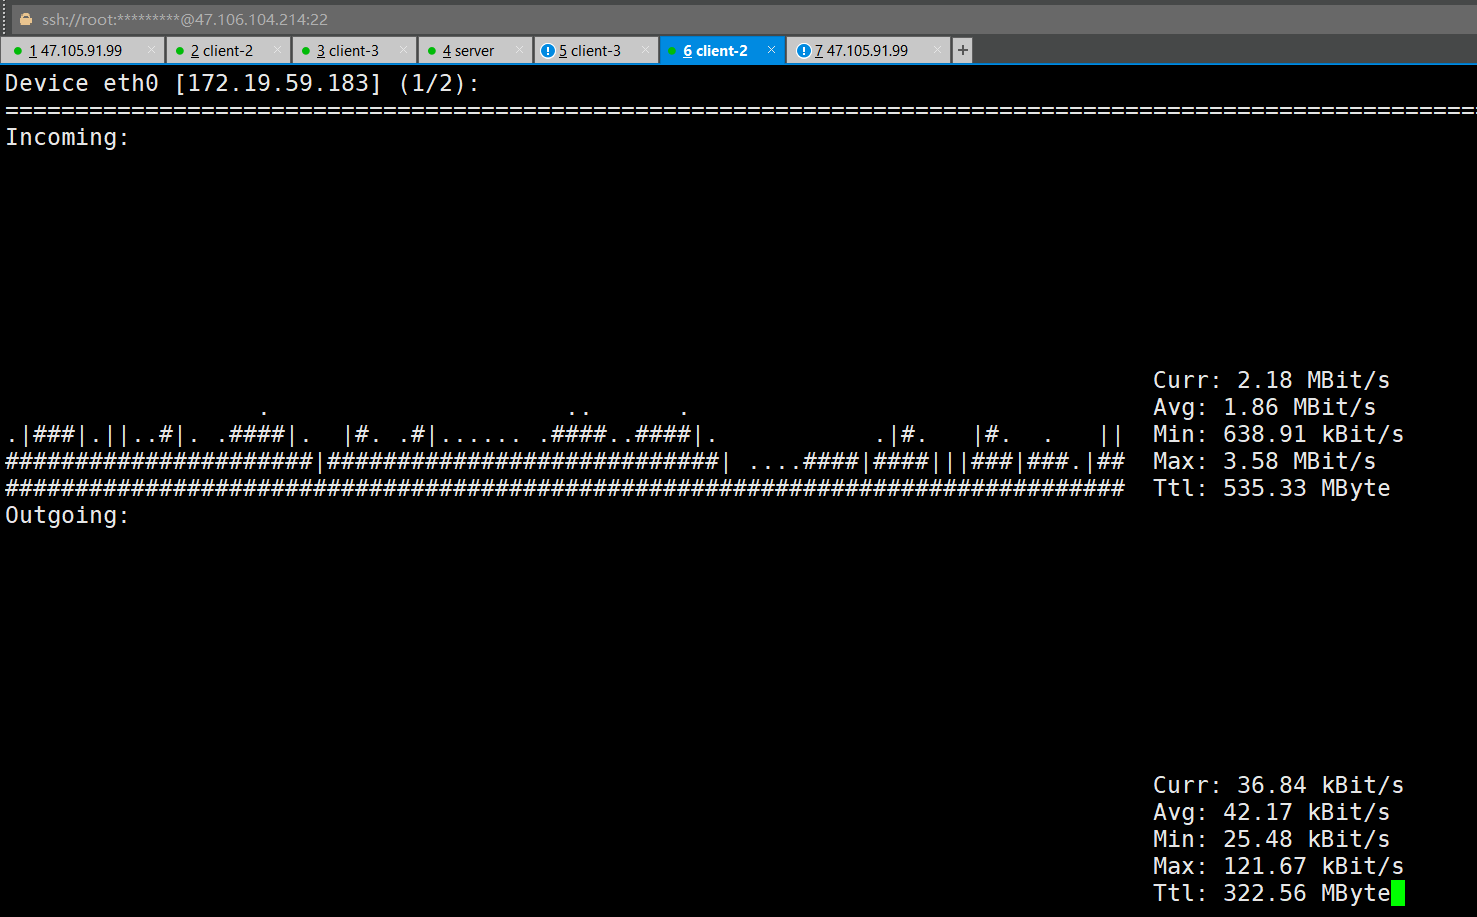 ssh://root:*********@47.106.104.214:22
1 47.105.91.99 × 2 client-2 × 3 client-3 × 4 server × 5 client-3 × 6 client-2 × 7 47.105.91.99 × +
Device eth0 [172.19.59.183] (1/2):
=========================================================================================================
Incoming:
Curr: 2.18 MBit/s
. .. . Avg: 1.86 MBit/s
.|###|.||..#|. .####|.  |#. .#|...... .####..####|.           .|#.   |#.  .   || Min: 638.91 kBit/s
######################|############################| ....####|####|||###|###.|## Max: 3.58 MBit/s
################################################################################ Ttl: 535.33 MByte
Outgoing:
Curr: 36.84 kBit/s
Avg: 42.17 kBit/s
Min: 25.48 kBit/s
Max: 121.67 kBit/s
Ttl: 322.56 MByte